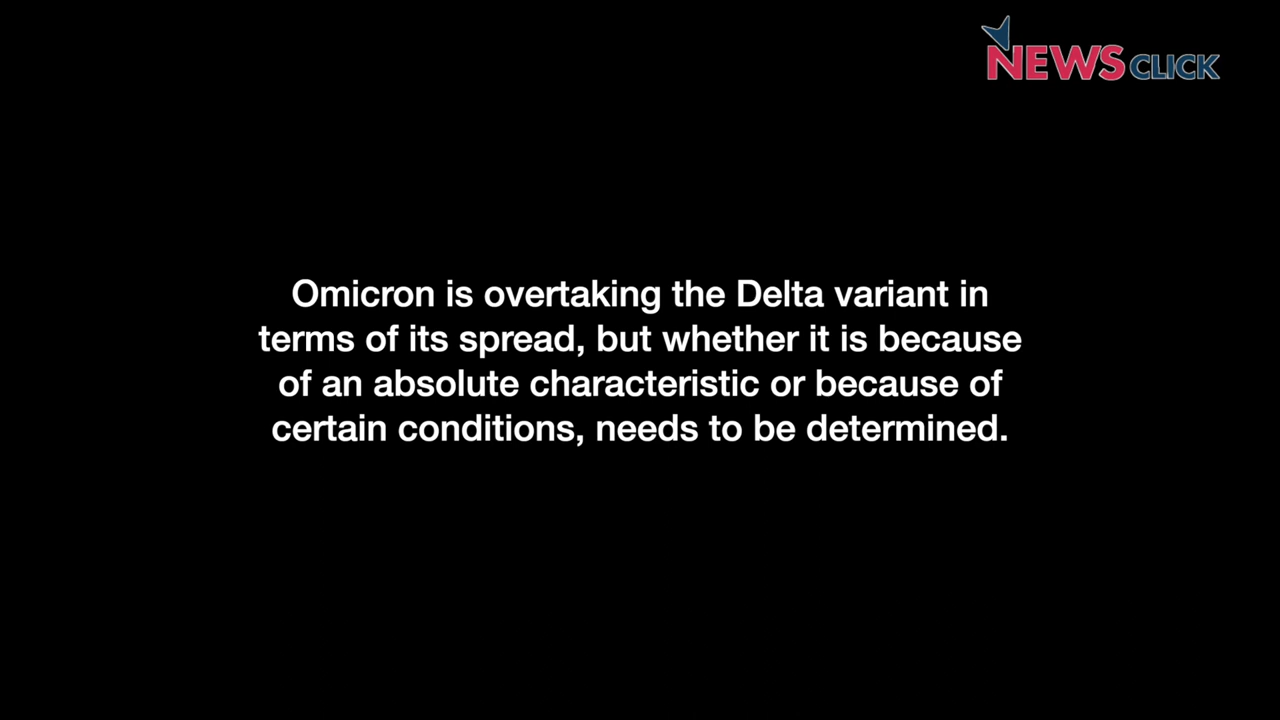 NEWSCLICK
Omicron is overtaking the Delta variant in
terms of its spread, but whether it is because
of an absolute characteristic or because of
certain conditions, needs to be determined.